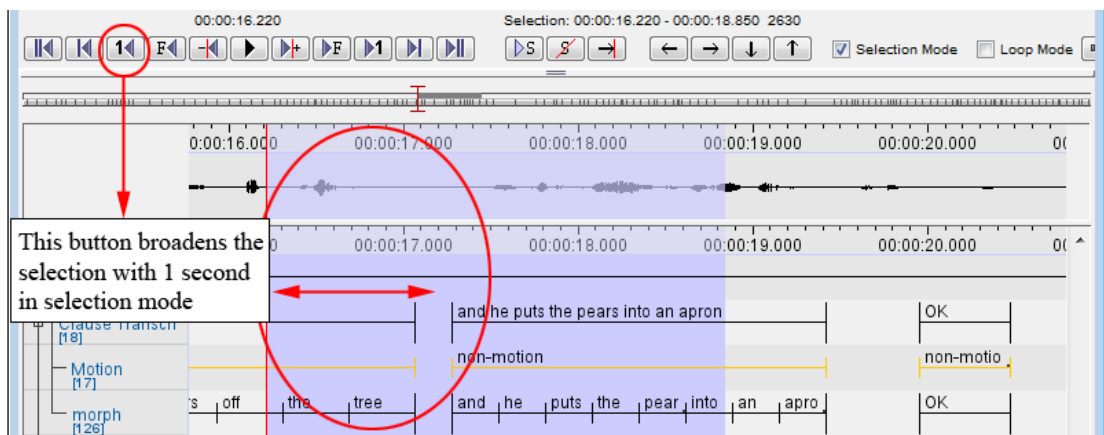 00:00:16.220 Selection: 00:00:16.220 - 00:00:18.850 2630
1 F + F 1 S S Selection Mode Loop Mode
0:00:16.000 00:00:17.000 00:00:18.000 00:00:19.000 00:00:20.000 00
This button broadens the
selection with 1 second
in selection mode
0 00:00:17.000 00:00:18.000 00:00:19.000 00:00:20.000 00
and he puts the pears into an apron OK
Clause Transch
[18]
non-motion non-motio
Motion
[17]
s off the tree and he puts the pear into an apro OK
morph
[126]